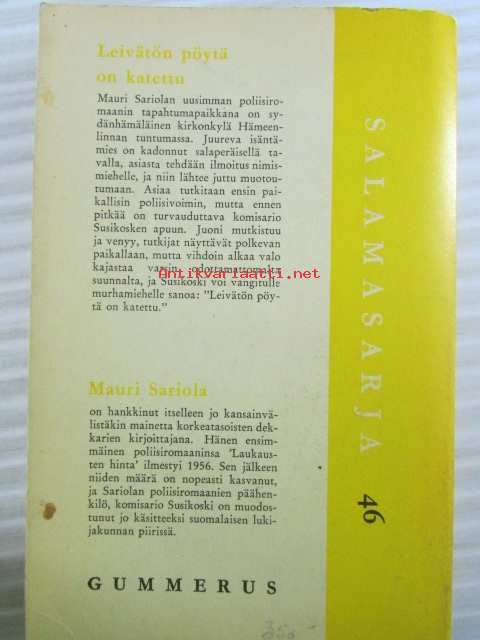 Leivätön pöytä
on katettu
Mauri Sariolan uusimman poliisiro-
maanin tapahtumapaikkana on sy-
dänhämäläinen kirkonkylä Hämeen-
linnan tuntumassa. Juureva isäntä-
mies on kadonnut salaperäisellä ta-
valla, asiasta tehdään ilmoitus nimis-
miehelle, ja niin lähtee juttu muotou-
tumaan. Asiaa tutkitaan ensin pai-
kallisin poliisivoimin, mutta ennen
pitkää on turvauduttava komisario
Susikosken apuun. Juoni mutkistuu
ja venyy, tutkijat näyttävät polkevan
paikallaan, mutta vihdoin alkaa valo
kajastaa varsin odottamattomalta
suunnalta, ja Susikoski voi vangitulle
murhamiehelle sanoa: "Leivätön pöy-
tä on katettu."
Antikvariaatti.net
Mauri Sariola
on hankkinut itselleen jo kansainvä-
listäkin mainetta korkeatasoisten dek-
karien kirjoittajana. Hänen ensim-
mäinen poliisiromaaninsa 'Laukaus-
ten hinta' ilmestyi 1956. Sen jälkeen
niiden määrä on nopeasti kasvanut,
ja Sariolan poliisiromaanien päähen-
kilö, komisario Susikoski on muodos-
tunut jo käsitteeksi suomalaisen luki-
jakunnan piirissä.
GUMMERUS
SALAMASARJA 46